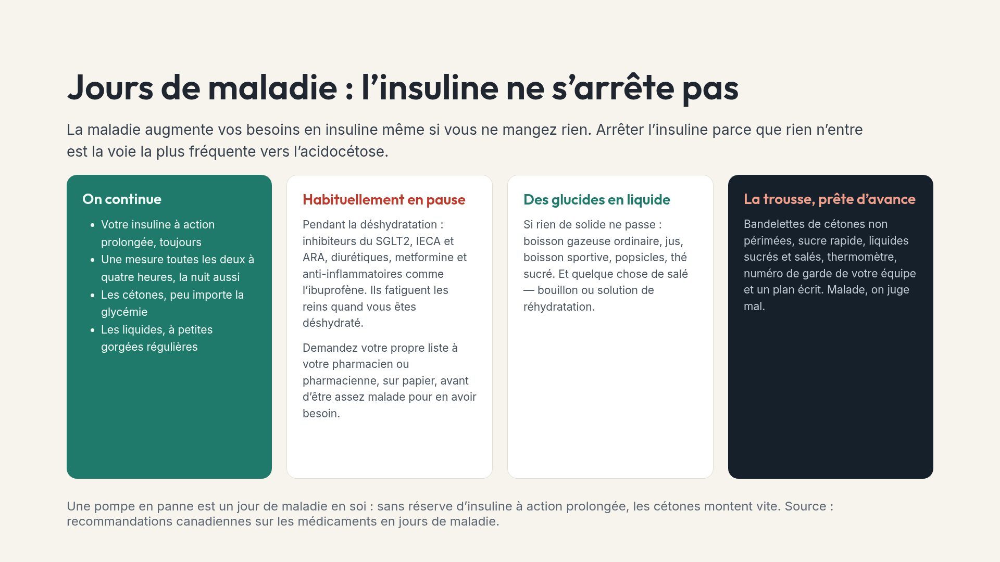 Jours de maladie : l’insuline ne s’arrête pas
La maladie augmente vos besoins en insuline même si vous ne mangez rien. Arrêter l’insuline parce que rien n’entre
est la voie la plus fréquente vers l’acidocétose.
On continue
• Votre insuline à action
prolongée, toujours
• Une mesure toutes les deux à
quatre heures, la nuit aussi
• Les cétones, peu importe la
glycémie
• Les liquides, à petites
gorgées régulières
Habituellement en pause
Pendant la déshydratation :
inhibiteurs du SGLT2, IECA et
ARA, diurétiques, metformine et
anti-inflammatoires comme
l’ibuprofène. Ils fatiguent les
reins quand vous êtes
déshydraté.
Demandez votre propre liste à
votre pharmacien ou
pharmacienne, sur papier, avant
d’être assez malade pour en avoir
besoin.
Des glucides en liquide
Si rien de solide ne passe :
boisson gazeuse ordinaire, jus,
boisson sportive, popsicles, thé
sucré. Et quelque chose de salé
— bouillon ou solution de
réhydratation.
La trousse, prête d’avance
Bandelettes de cétones non
périmées, sucre rapide, liquides
sucrés et salés, thermomètre,
numéro de garde de votre équipe
et un plan écrit. Malade, on juge
mal.
Une pompe en panne est un jour de maladie en soi : sans réserve d’insuline à action prolongée, les cétones montent vite. Source :
recommandations canadiennes sur les médicaments en jours de maladie.